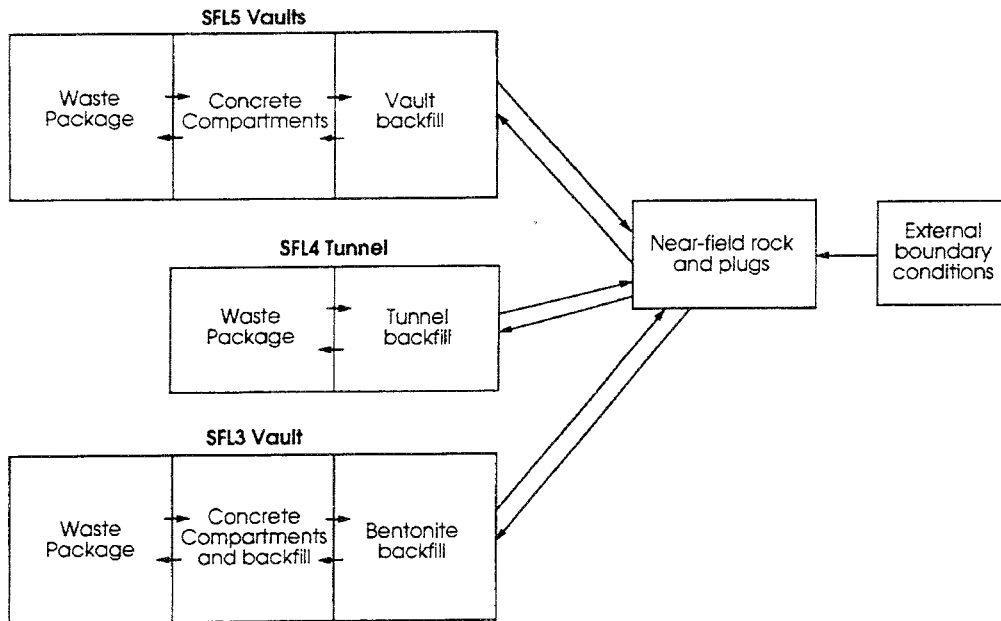 SFL5 Vaults
Waste
Package
Concrete
Compartments
Vault
backfill
SFL4 Tunnel
Waste
Package
Tunnel
backfill
Near-field rock
and plugs
External
boundary
conditions
SFL3 Vault
Waste
Package
Concrete
Compartments
and backfill
Bentonite
backfill